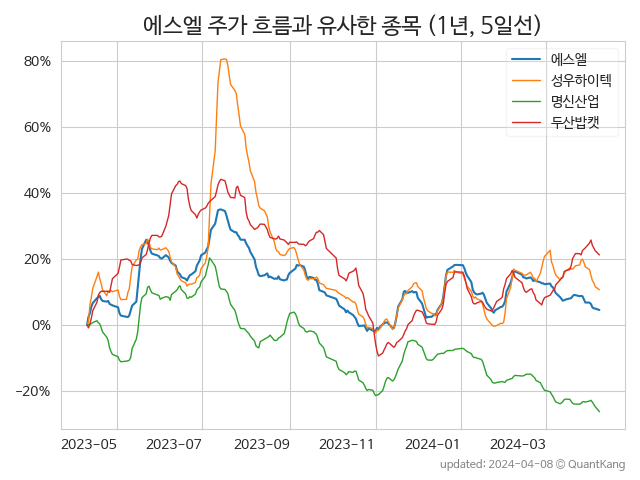 에스엘 주가 흐름과 유사한 종목 (1년, 5일선)
에스엘
성우하이텍
명신산업
두산밥캣
80%
60%
40%
20%
0%
−20%
2023-05 2023-07 2023-09 2023-11 2024-01 2024-03
updated: 2024-04-08 © QuantKang